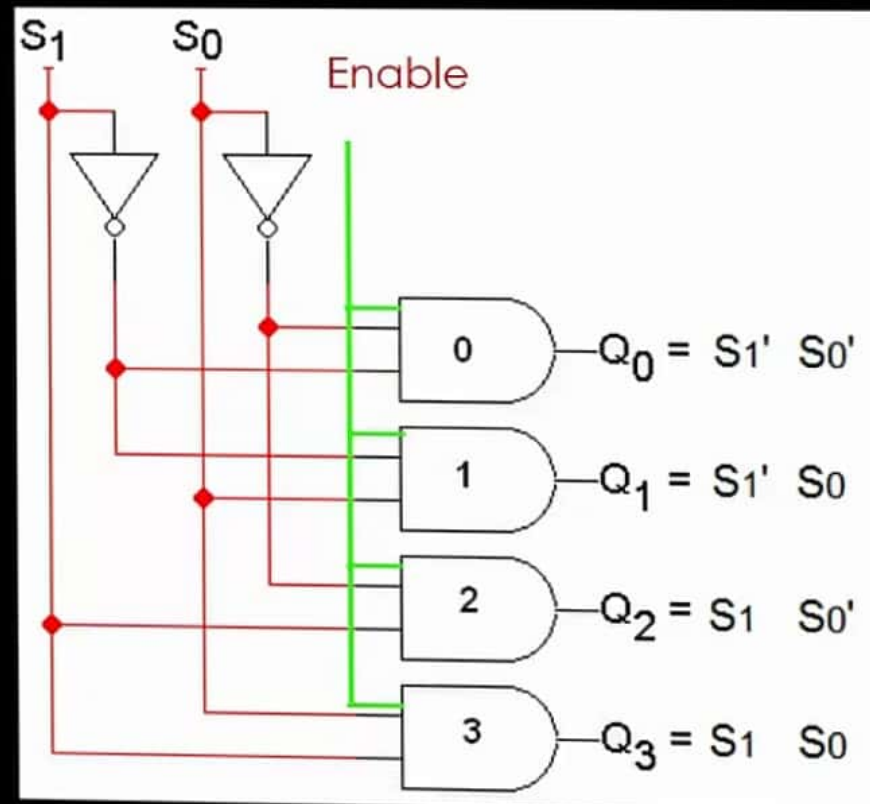 S1 S0
Enable
0 Q0 = S1' S0'
1 Q1 = S1' S0
2 Q2 = S1 S0'
3 Q3 = S1 S0